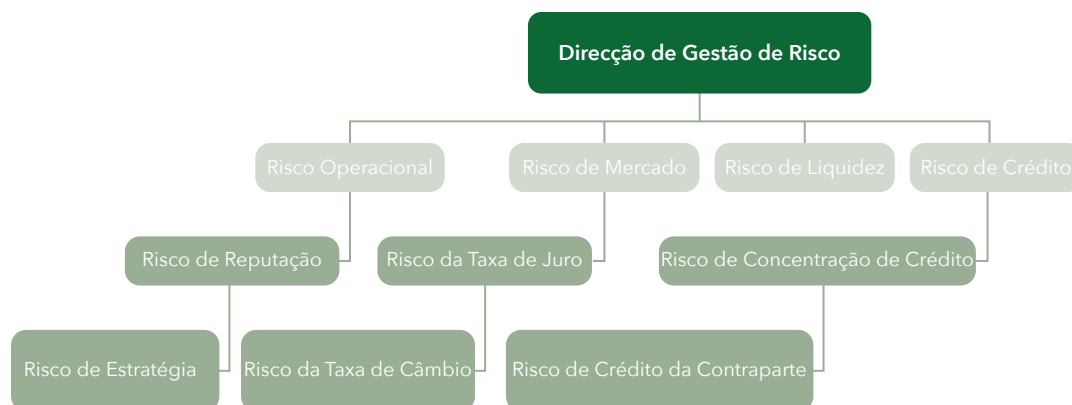 Direcção de Gestão de Risco
Risco Operacional
Risco de Mercado
Risco de Liquidez
Risco de Crédito
Risco de Reputação
Risco da Taxa de Juro
Risco de Concentração de Crédito
Risco de Estratégia
Risco da Taxa de Câmbio
Risco de Crédito da Contraparte